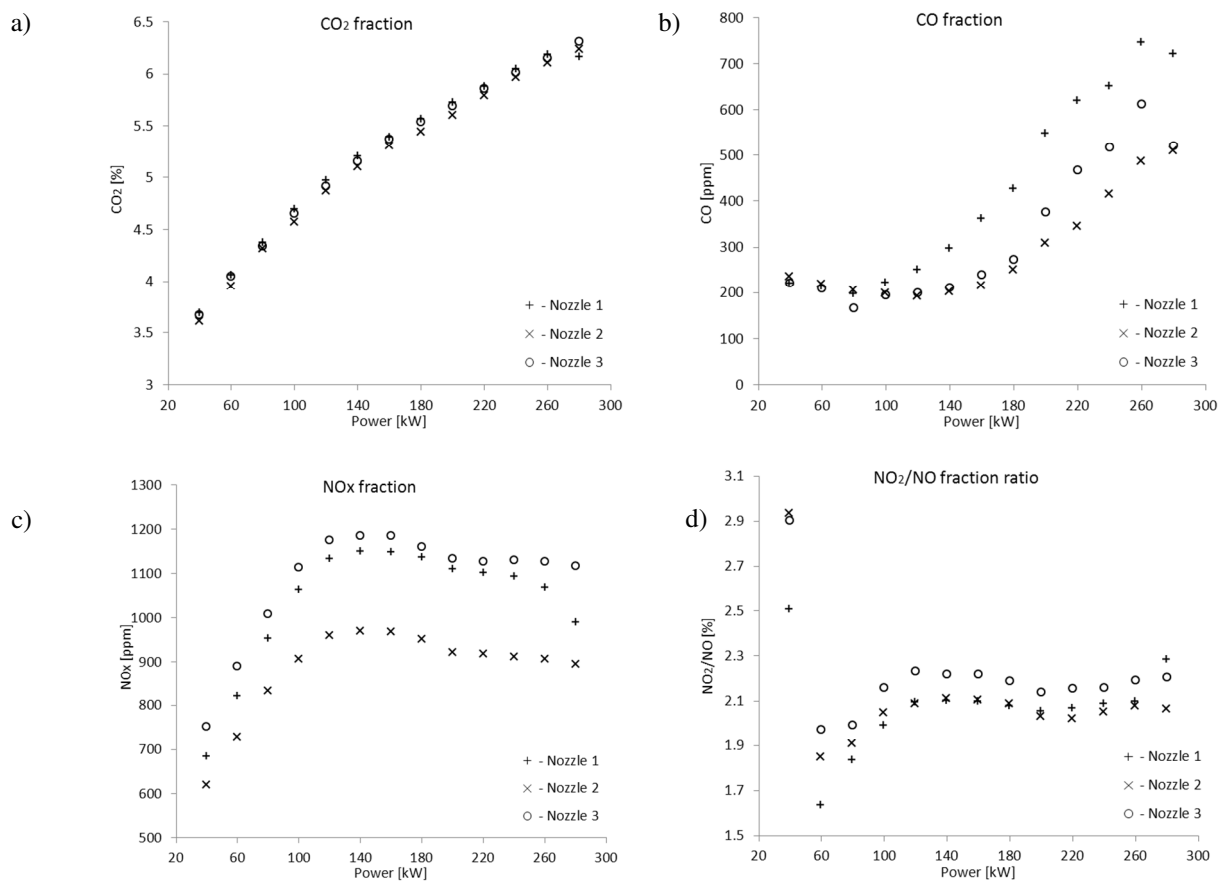 a)
CO2 fraction
6.5
6
5.5
5
4.5
4
3.5
3
CO2 [%]
+ - Nozzle 1
× - Nozzle 2
○ - Nozzle 3
20 60 100 140 180 220 260 300
Power [kW]
b)
CO fraction
800
700
600
500
400
300
200
100
0
CO [ppm]
+ - Nozzle 1
× - Nozzle 2
○ - Nozzle 3
20 60 100 140 180 220 260 300
Power [kW]
c)
NOx fraction
1300
1200
1100
1000
900
800
700
600
500
NOx [ppm]
+ - Nozzle 1
× - Nozzle 2
○ - Nozzle 3
20 60 100 140 180 220 260 300
Power [kW]
d)
NO2/NO fraction ratio
3.1
2.9
2.7
2.5
2.3
2.1
1.9
1.7
1.5
NO2/NO [%]
+ - Nozzle 1
× - Nozzle 2
○ - Nozzle 3
20 60 100 140 180 220 260 300
Power [kW]